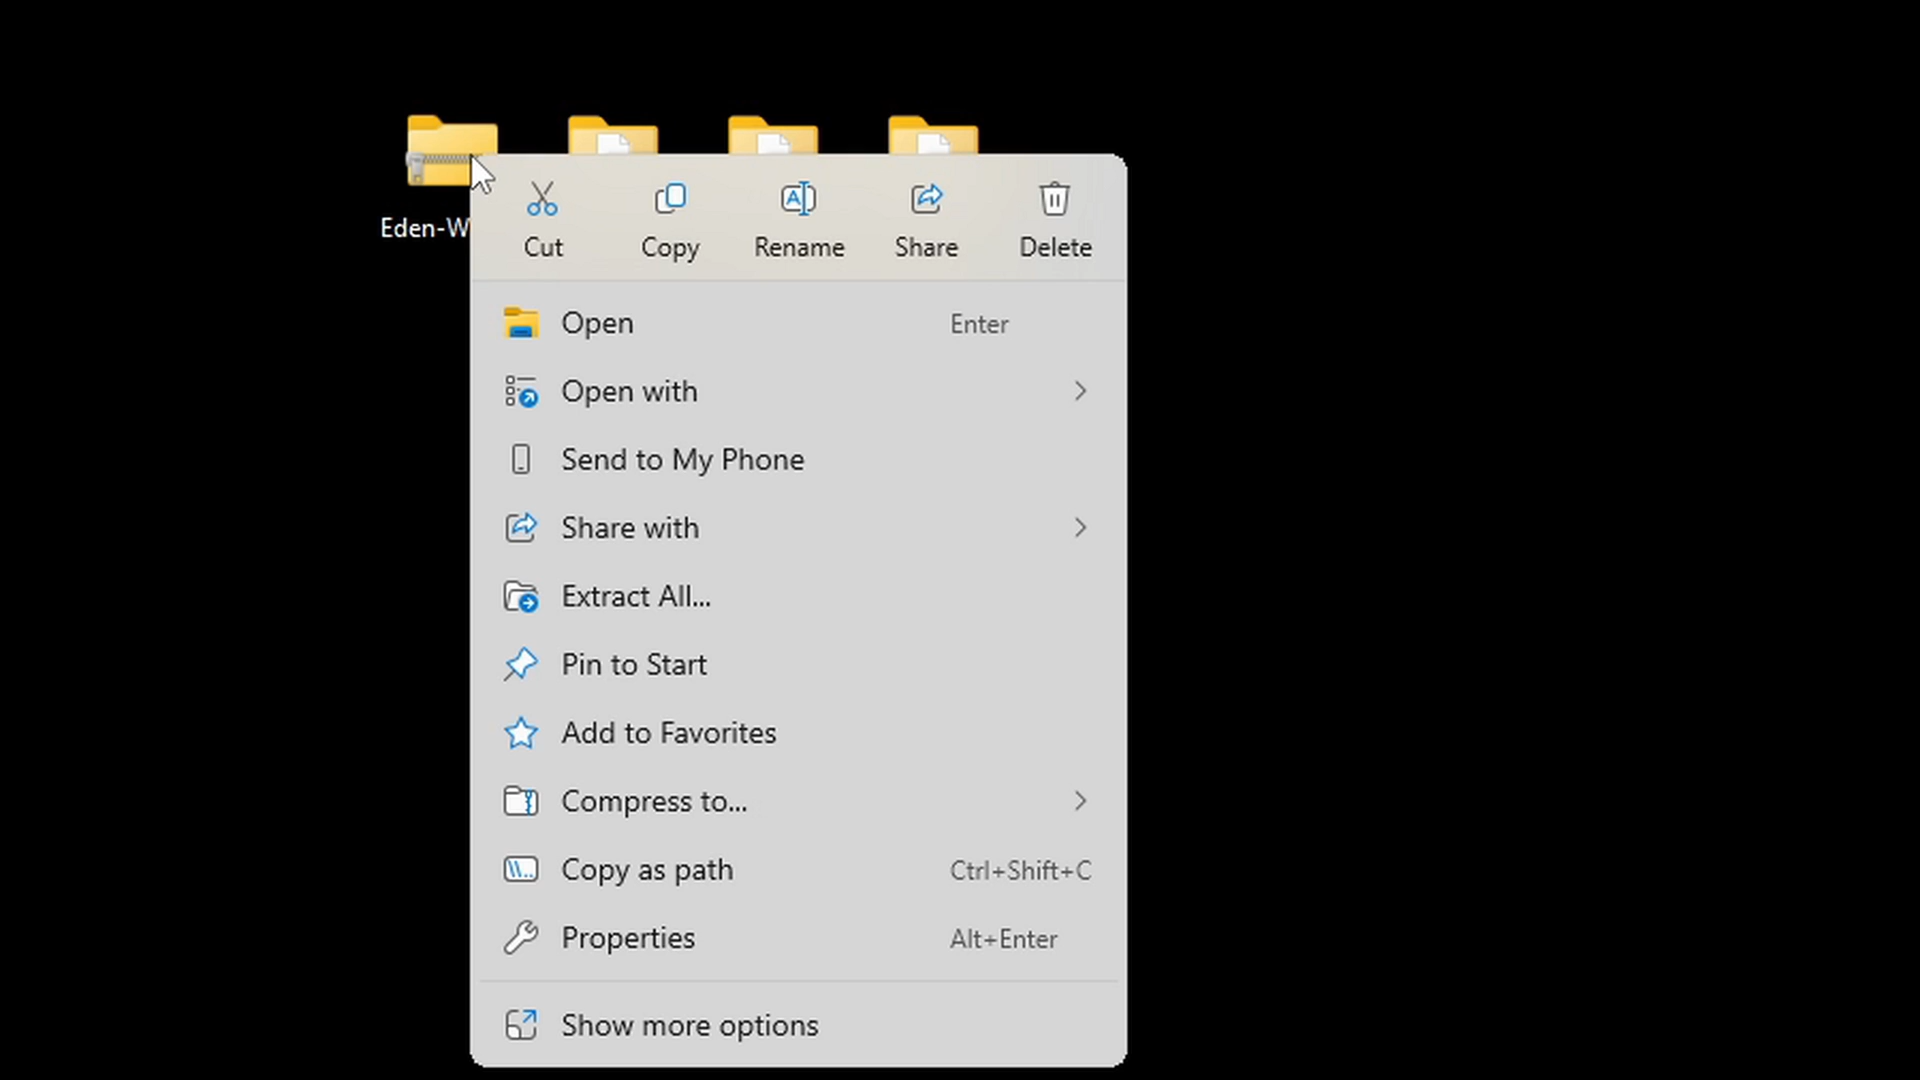 Eden-W
Cut
Copy
Rename
Share
Delete
Open Enter
Open with
Send to My Phone
Share with
Extract All...
Pin to Start
Add to Favorites
Compress to...
Copy as path Ctrl+Shift+C
Properties Alt+Enter
Show more options